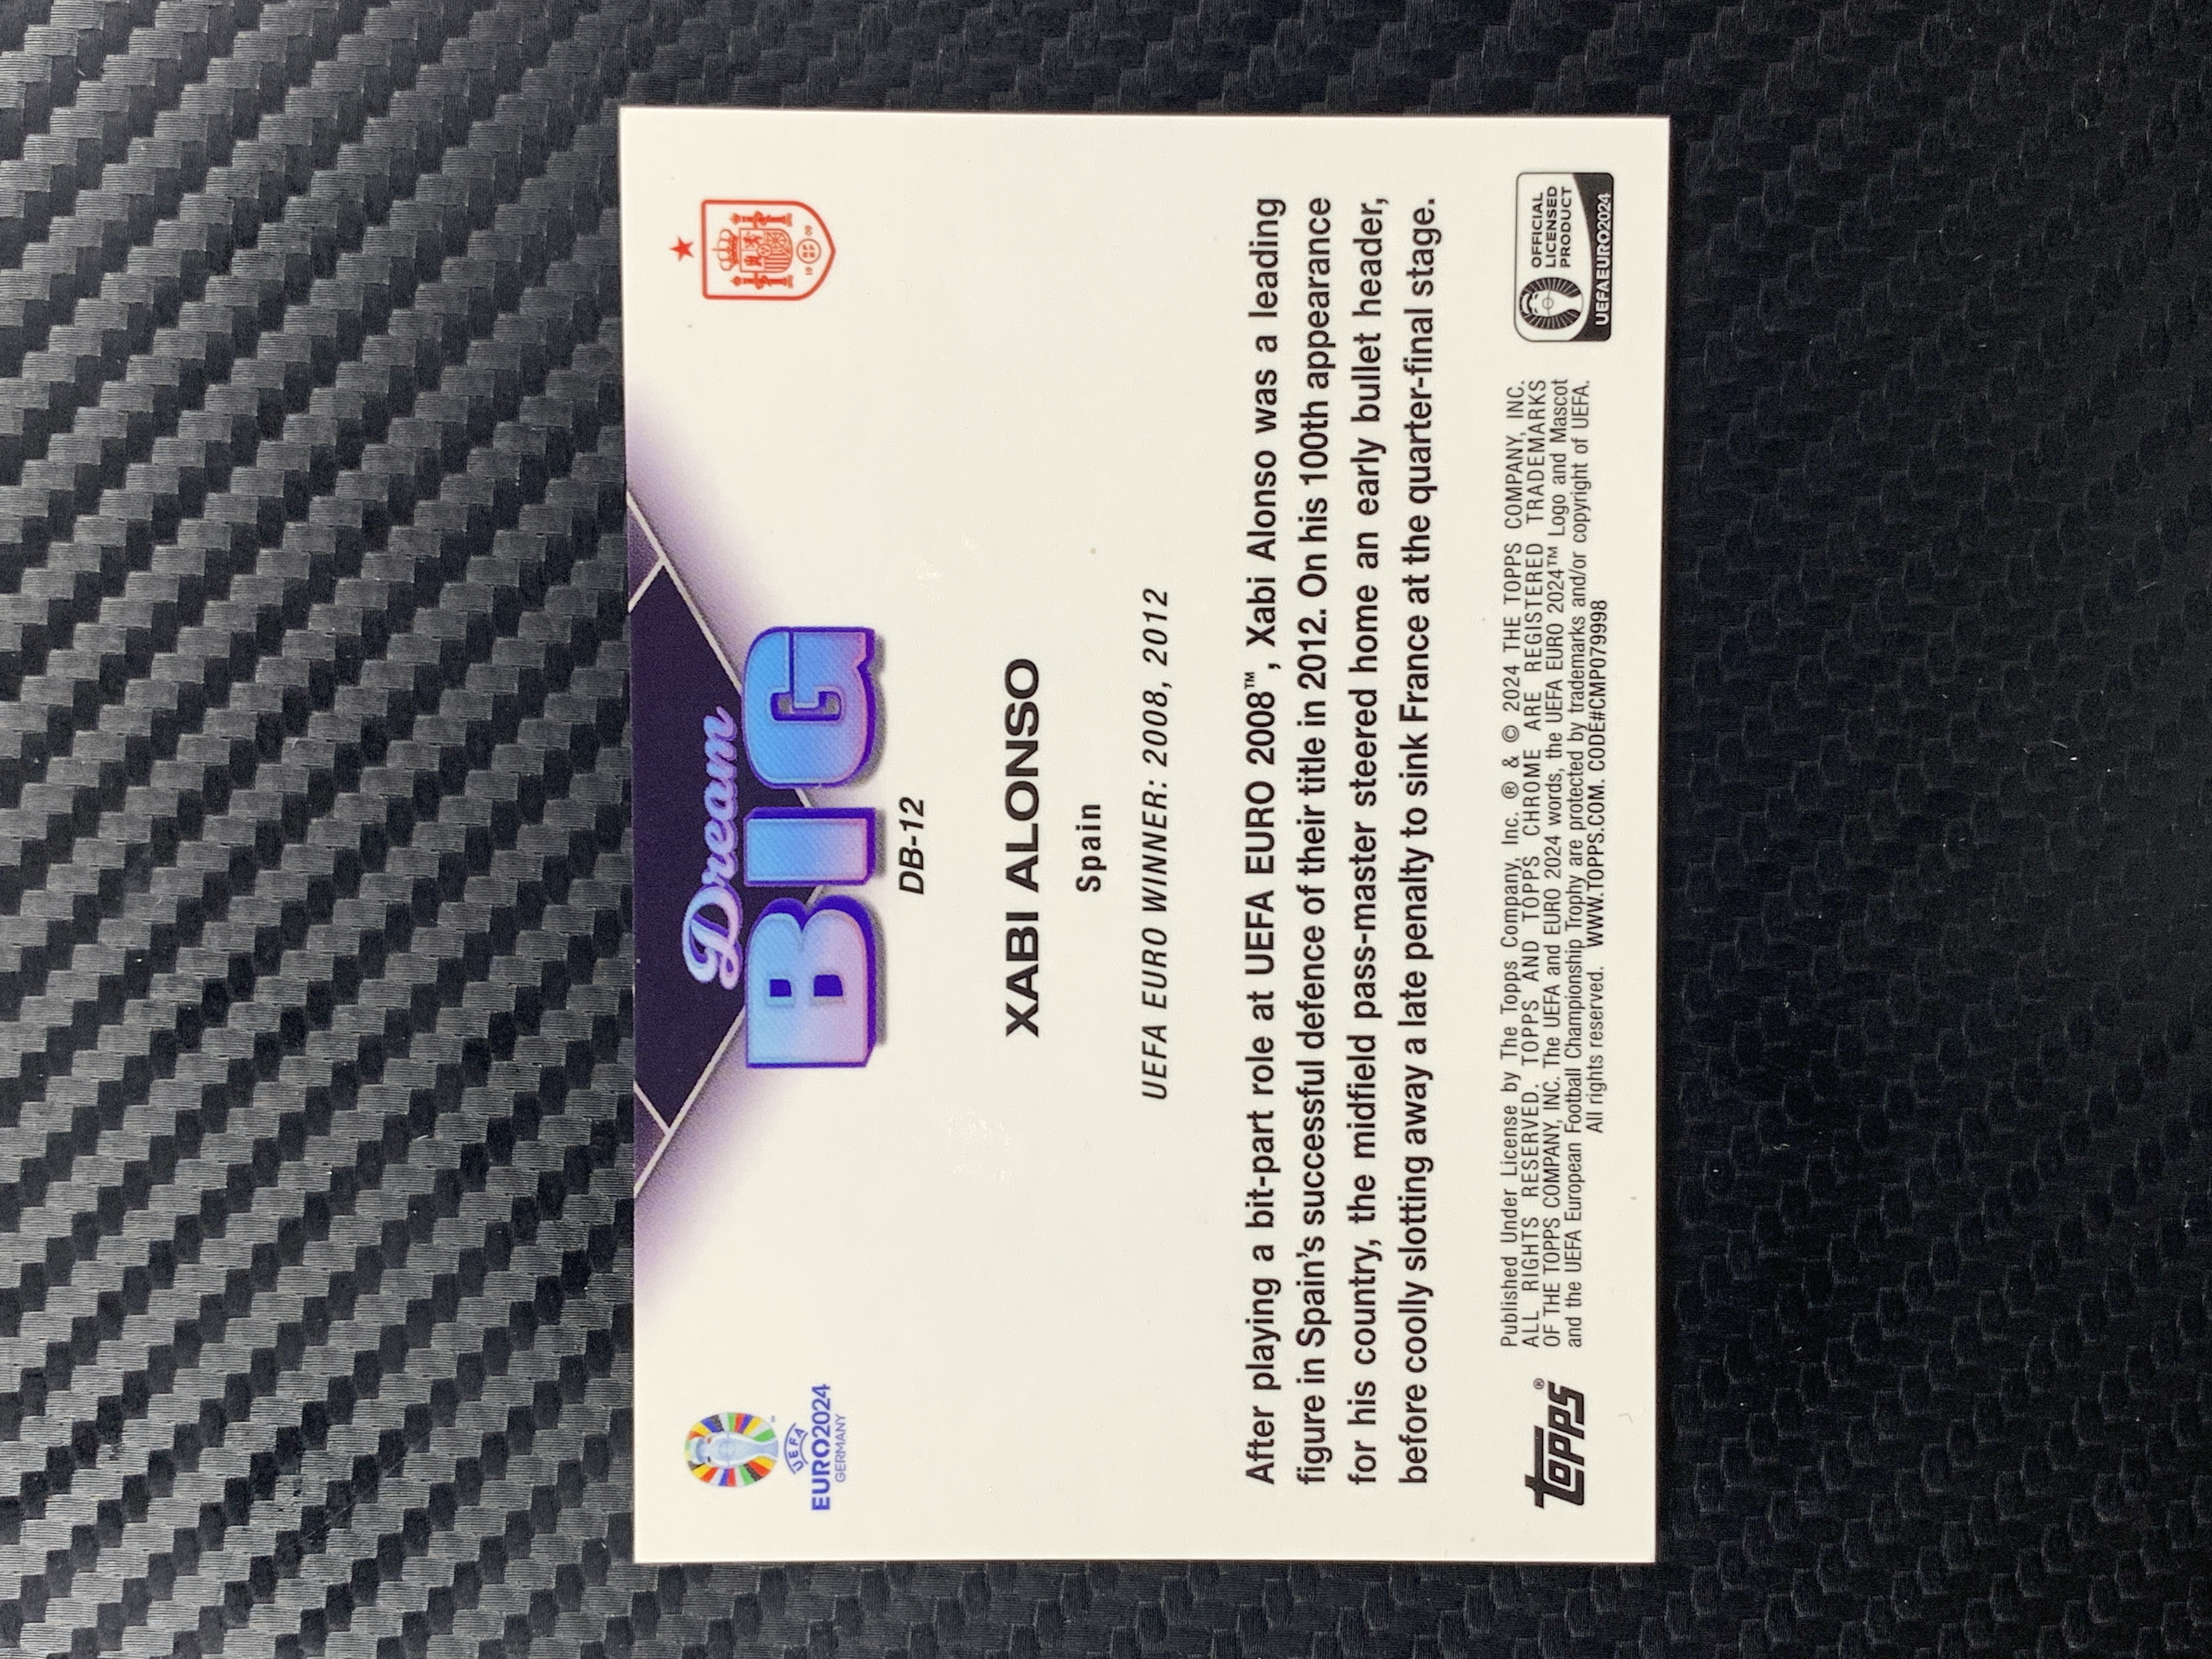 UEFA
EURO2024
GERMANY
Dream
BIG
DB-12
XABI ALONSO
Spain
UEFA EURO WINNER: 2008, 2012
After playing a bit-part role at UEFA EURO 2008™, Xabi Alonso was a leading
figure in Spain's successful defence of their title in 2012. On his 100th appearance
for his country, the midfield pass-master steered home an early bullet header,
before coolly slotting away a late penalty to sink France at the quarter-final stage.
topps®
Published Under License by The Topps Company, Inc. ® & © 2024 THE TOPPS COMPANY, INC.
ALL RIGHTS RESERVED. TOPPS AND TOPPS CHROME ARE REGISTERED TRADEMARKS
OF THE TOPPS COMPANY, INC. The UEFA and EURO 2024 words, the UEFA EURO 2024™ Logo and Mascot
and the UEFA European Football Championship Trophy are protected by trademarks and/or copyright of UEFA.
All rights reserved. WWW.TOPPS.COM. CODE#CMP079998
OFFICIAL
LICENSED
PRODUCT
UEFAEURO2024